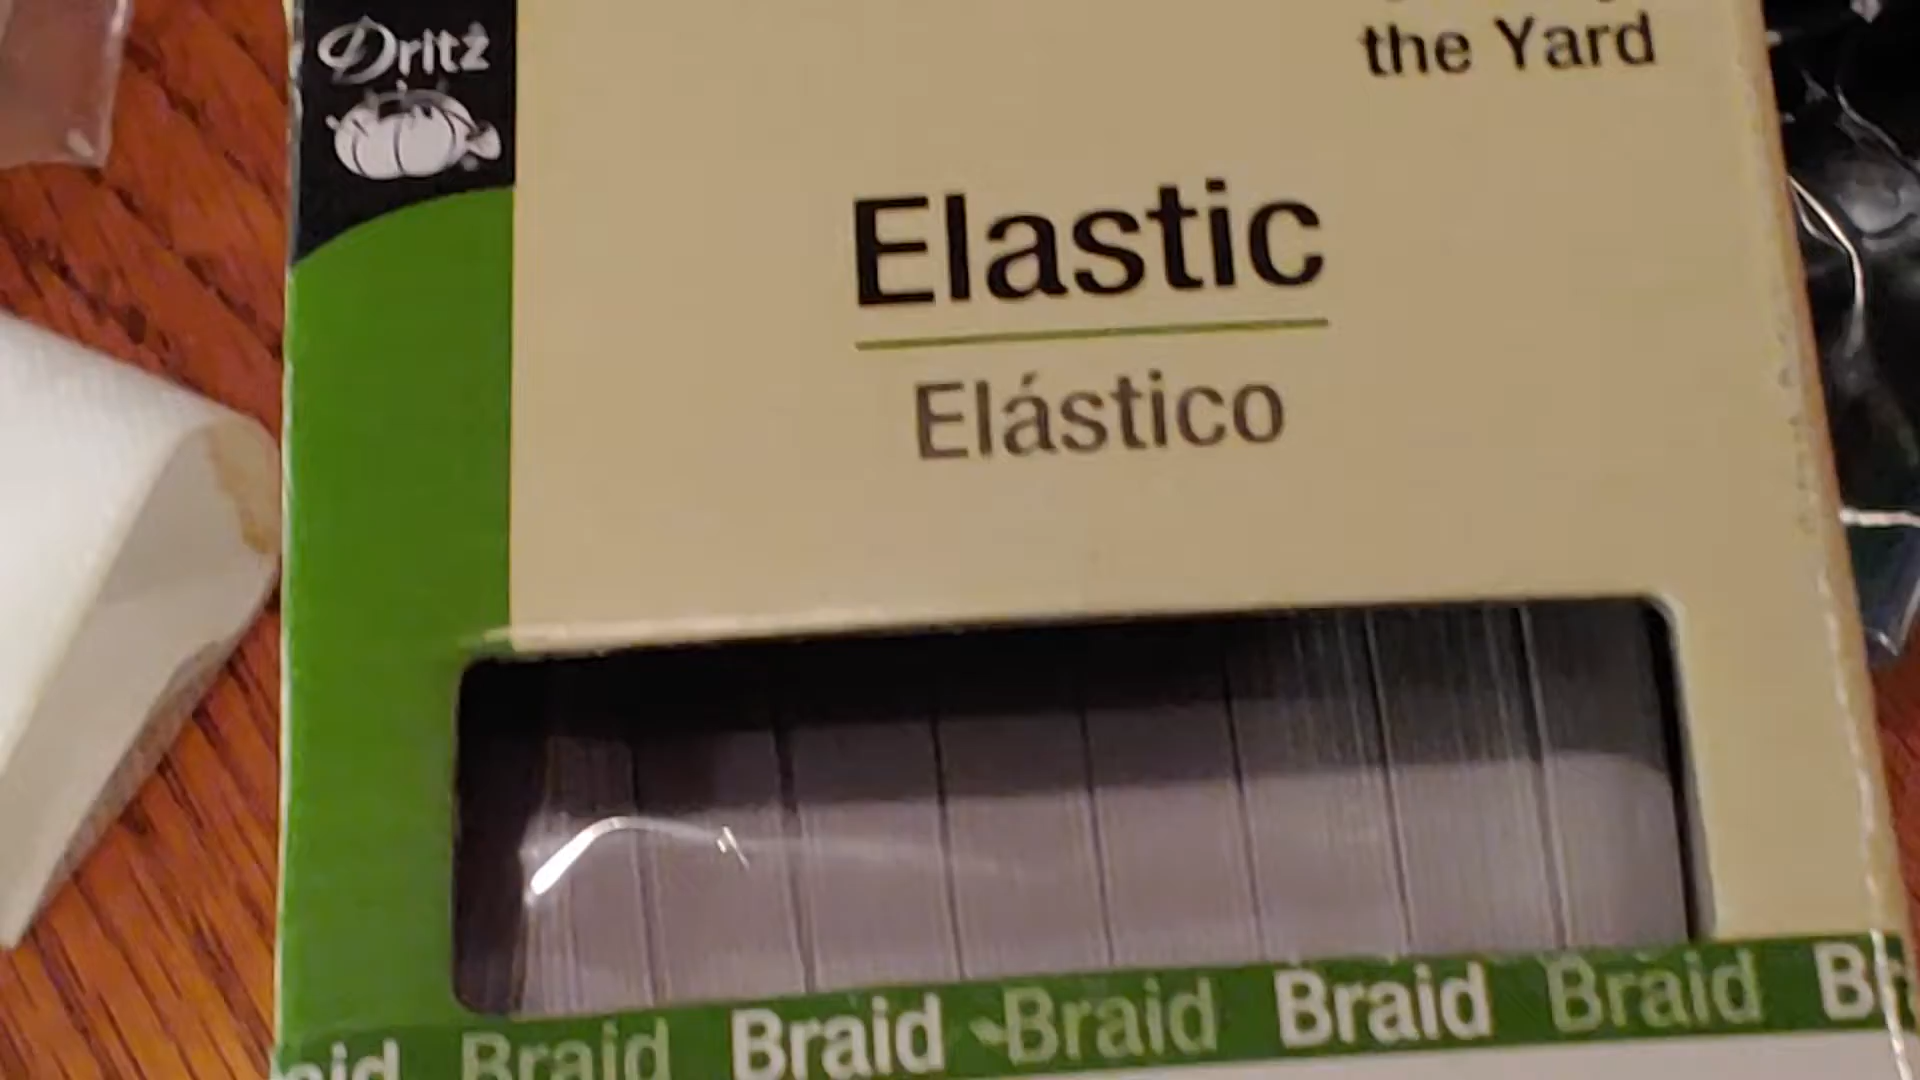 Dritz
the Yard
Elastic
Elástico
Braid Braid Braid Braid Braid